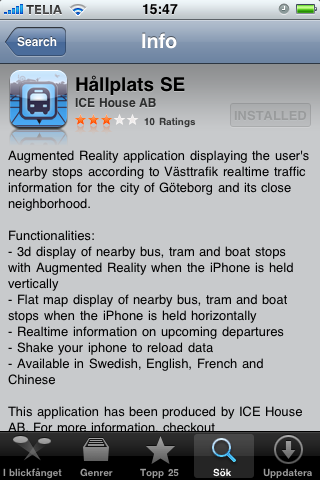 TELIA 15:47
Search Info
Hållplats SE
ICE House AB
10 Ratings
INSTALLED
Augmented Reality application displaying the user's
nearby stops according to Västtrafik realtime traffic
information for the city of Göteborg and its close
neighborhood.
Functionalities:
- 3d display of nearby bus, tram and boat stops
with Augmented Reality when the iPhone is held
vertically
- Flat map display of nearby bus, tram and boat
stops when the iPhone is held horizontally
- Realtime information on upcoming departures
- Shake your iphone to reload data
- Available in Swedish, English, French and
Chinese
This application has been produced by ICE House
AB. For more information, checkout
I blickfånget Genrer Topp 25 Sök Uppdatera